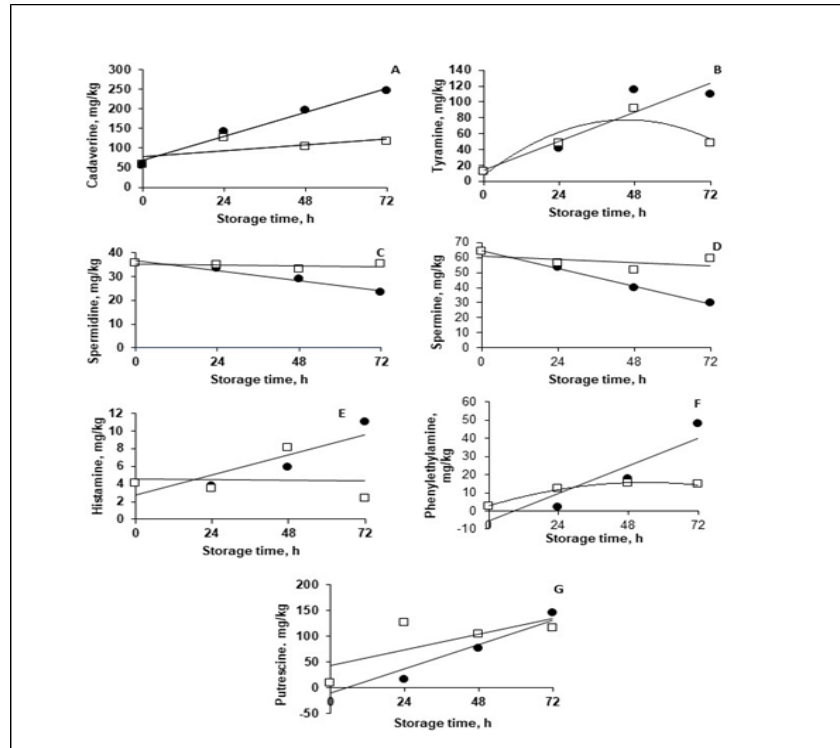 A
300
250
200
150
100
50
0
Cadaverine, mg/kg
0 24 48 72
Storage time, h
B
140
120
100
80
60
40
20
0
Tyramine, mg/kg
0 24 48 72
Storage time, h
C
40
30
20
10
0
Spermidine, mg/kg
0 24 48 72
Storage time, h
D
70
60
50
40
30
20
10
0
Spermine, mg/kg
0 24 48 72
Storage time, h
E
12
10
8
6
4
2
0
Histamine, mg/kg
0 24 48 72
Storage time, h
F
60
50
40
30
20
10
0
-10
Phenylethylamine,
mg/kg
0 24 48 72
Storage time, h
G
200
150
100
50
0
-50
Putrescine. mg/kg
0 24 48 72
Storage time, h